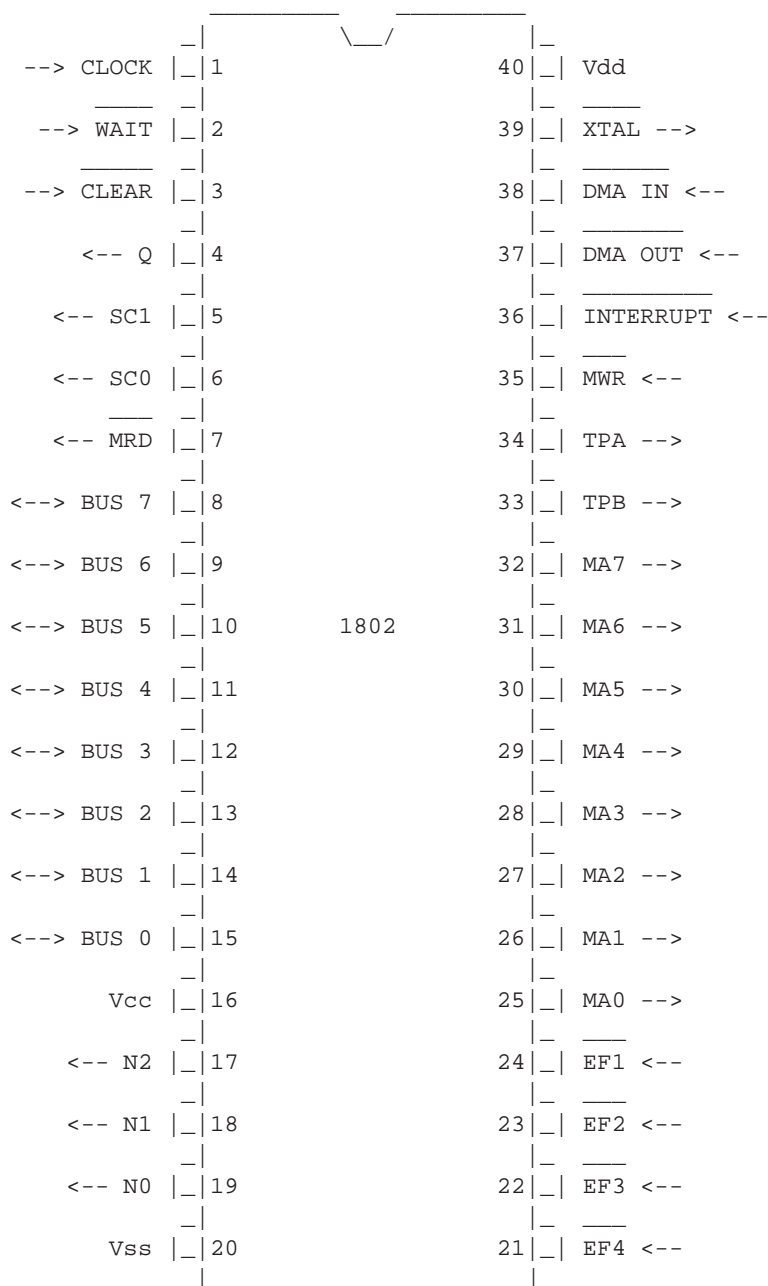 --> CLOCK 1 40 Vdd
--> WAIT 2 39 XTAL -->
--> CLEAR 3 38 DMA IN <--
<-- Q 4 37 DMA OUT <--
<-- SC1 5 36 INTERRUPT <--
<-- SC0 6 35 MWR <--
<-- MRD 7 34 TPA -->
<--> BUS 7 8 33 TPB -->
<--> BUS 6 9 32 MA7 -->
<--> BUS 5 10 1802 31 MA6 -->
<--> BUS 4 11 30 MA5 -->
<--> BUS 3 12 29 MA4 -->
<--> BUS 2 13 28 MA3 -->
<--> BUS 1 14 27 MA2 -->
<--> BUS 0 15 26 MA1 -->
Vcc 16 25 MA0 -->
<-- N2 17 24 EF1 <--
<-- N1 18 23 EF2 <--
<-- N0 19 22 EF3 <--
Vss 20 21 EF4 <--